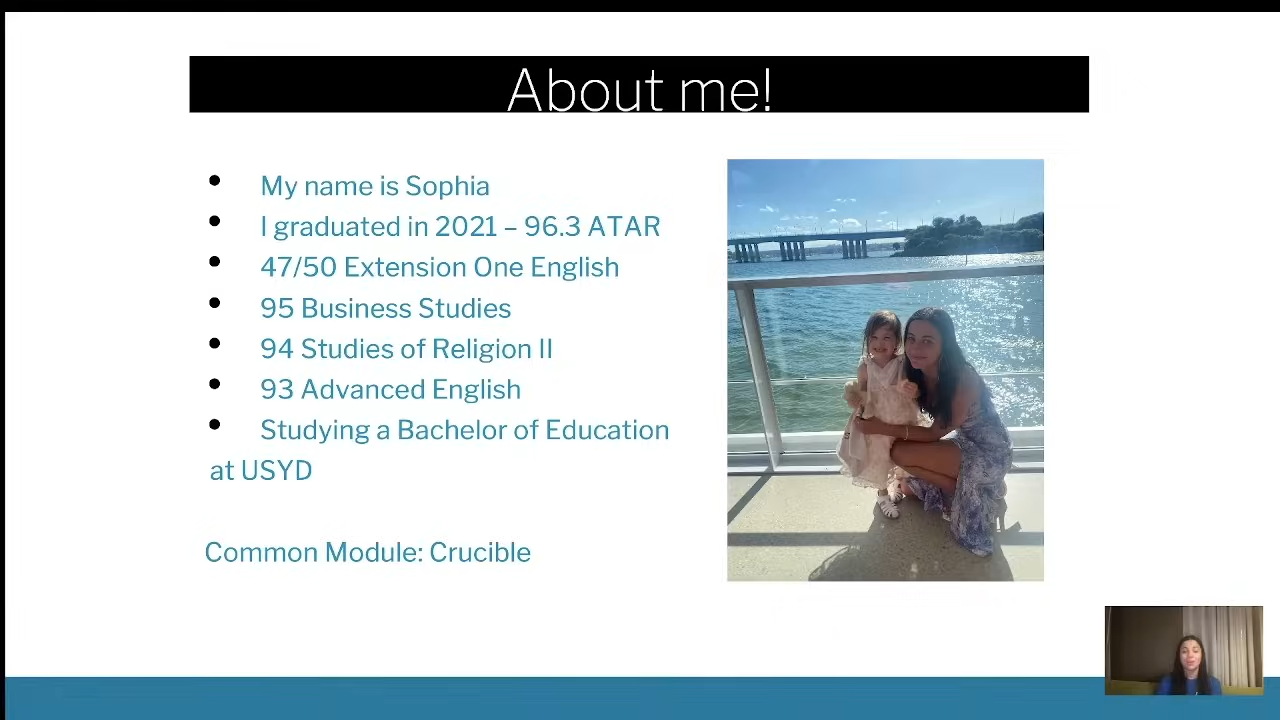 About me!
• My name is Sophia
• I graduated in 2021 – 96.3 ATAR
• 47/50 Extension One English
• 95 Business Studies
• 94 Studies of Religion II
• 93 Advanced English
• Studying a Bachelor of Education
at USYD
Common Module: Crucible